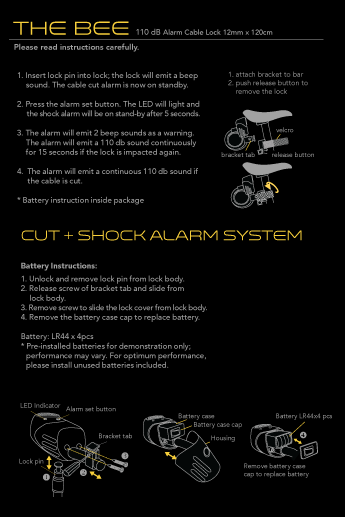 THE BEE 110 dB Alarm Cable Lock 12mm x 120cm
Please read instructions carefully.
1. Insert lock pin into lock; the lock will emit a beep
sound. The cable cut alarm is now on standby.
2. Press the alarm set button. The LED will light and
the shock alarm will be on stand-by after 5 seconds.
3. The alarm will emit 2 beep sounds as a warning.
The alarm will emit a 110 db sound continuously
for 15 seconds if the lock is impacted again.
4. The alarm will emit a continuous 110 db sound if
the cable is cut.
* Battery instruction inside package
1. attach bracket to bar
2. push release button to
remove the lock
velcro
bracket tab
release button
CUT + SHOCK ALARM SYSTEM
Battery Instructions:
1. Unlock and remove lock pin from lock body.
2. Release screw of bracket tab and slide from
lock body.
3. Remove screw to slide the lock cover from lock body.
4. Remove the battery case cap to replace battery.
Battery: LR44 x 4pcs
* Pre-installed batteries for demonstration only;
performance may vary. For optimum performance,
please install unused batteries included.
LED Indicator
Alarm set button
Bracket tab
Lock pin
1
2
3
Battery case
Battery case cap
Housing
Battery LR44x4 pcs
4
Remove battery case
cap to replace battery